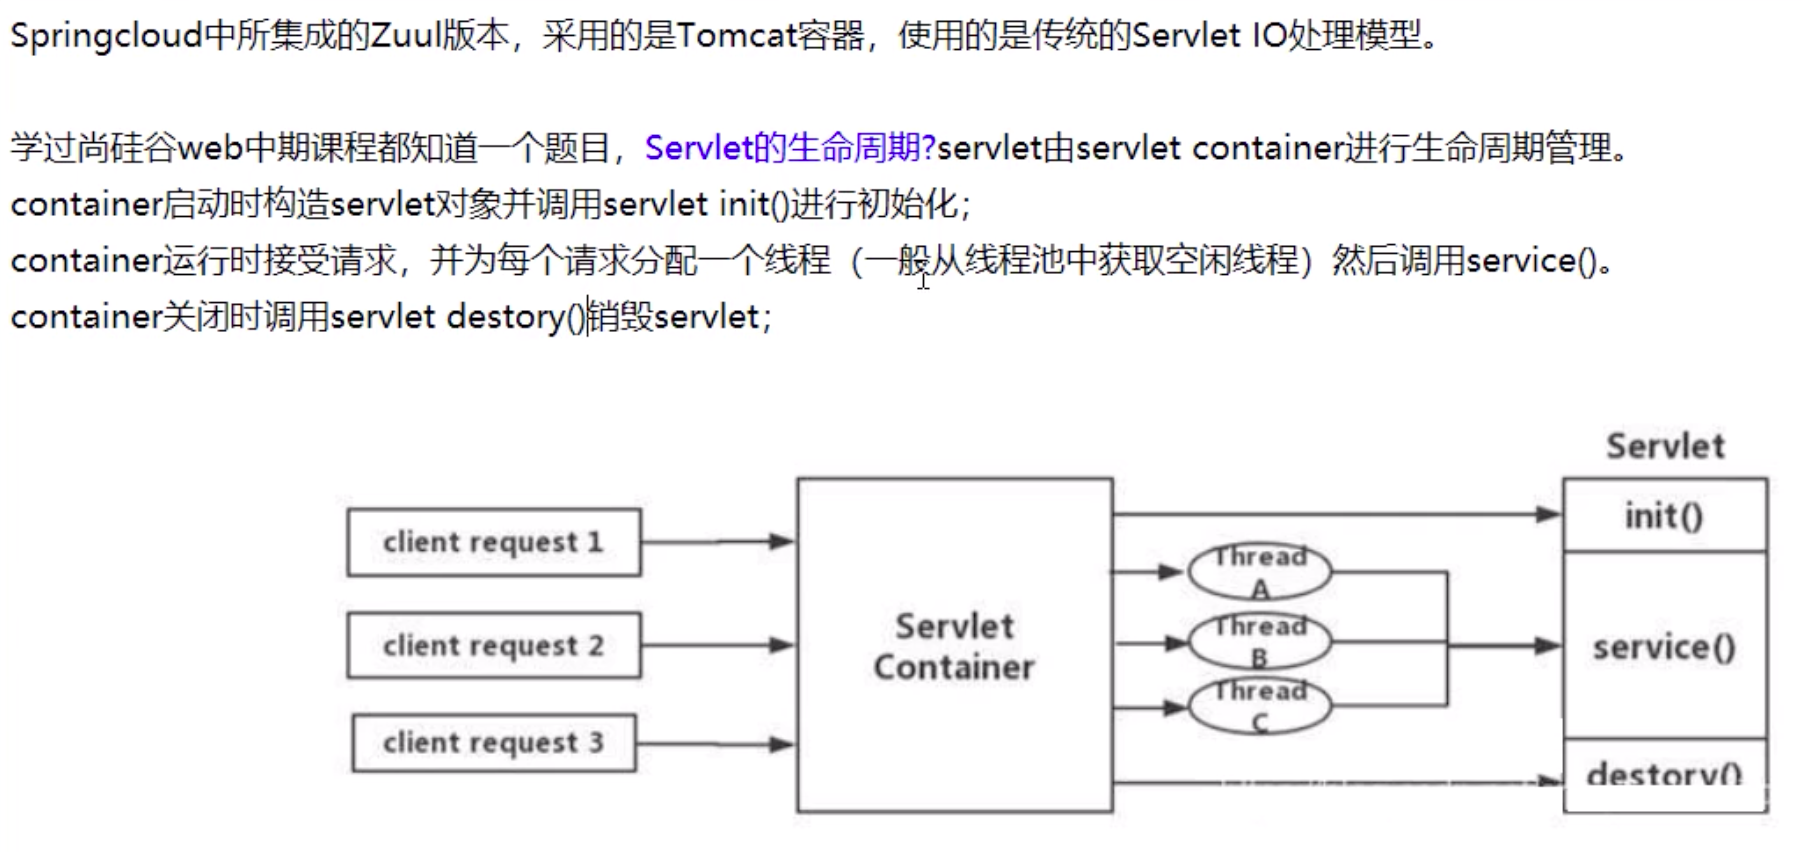 Springcloud中所集成的Zuul版本，采用的是Tomcat容器，使用的是传统的Servlet IO处理模型。
学过尚硅谷web中期课程都知道一个题目，Servlet的生命周期?servlet由servlet container进行生命周期管理。
container启动时构造servlet对象并调用servlet init()进行初始化；
container运行时接受请求，并为每个请求分配一个线程（一般从线程池中获取空闲线程）然后调用service()。
container关闭时调用servlet destory()销毁servlet；
Servlet
init()
client request 1
Thread
A
client request 2
Servlet
Container
Thread
B
service()
Thread
C
client request 3
destory()